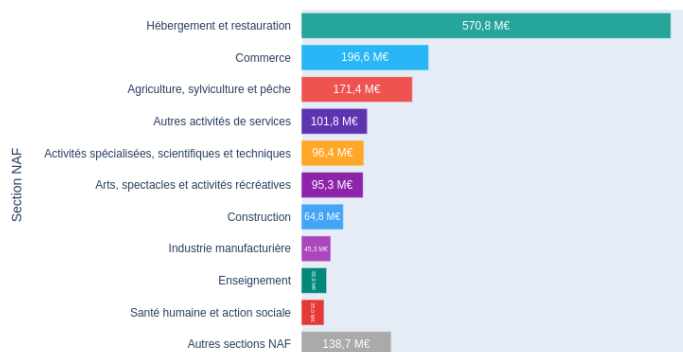 Hébergement et restauration 570,8 M€
Commerce 196,6 M€
Agriculture, sylviculture et pêche 171,4 M€
Autres activités de services 101,8 M€
Activités spécialisées, scientifiques et techniques 96,4 M€
Arts, spectacles et activités récréatives 95,3 M€
Construction 64,8 M€
Industrie manufacturière 45,3 M€
Enseignement
Santé humaine et action sociale
Autres sections NAF 138,7 M€
Section NAF